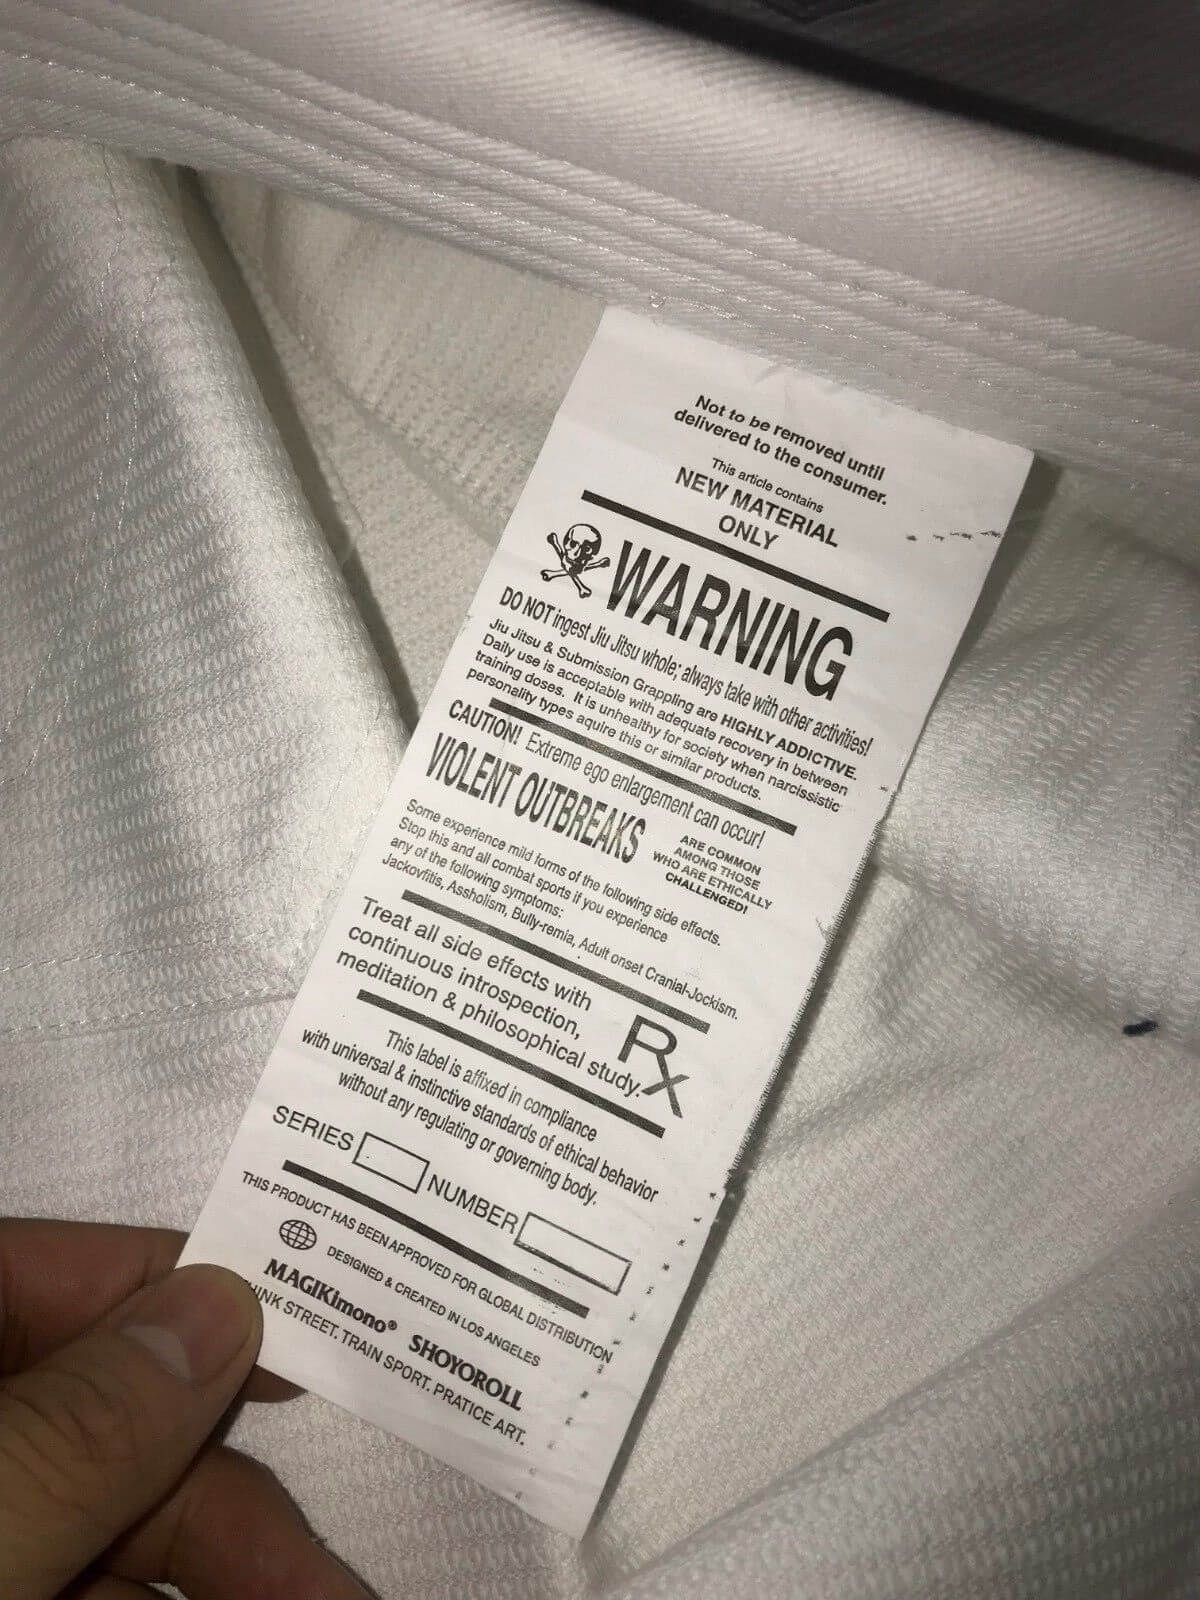 Not to be removed until
delivered to the consumer.
This article contains
NEW MATERIAL
ONLY
WARNING
DO NOT ingest Jiu Jitsu whole; always take with other activities!
Jiu Jitsu & Submission Grappling are HIGHLY ADDICTIVE.
Daily use is acceptable with adequate recovery in between
training doses. It is unhealthy for society when narcissistic
personality types aquire this or similar products.
CAUTION! Extreme ego enlargement can occur!
VIOLENT OUTBREAKS
ARE COMMON
AMONG THOSE
WHO ARE ETHICALLY
CHALLENGED!
Some experience mild forms of the following side effects.
Stop this and all combat sports if you experience
any of the following symptoms:
Jackovfitis, Assholism, Bully-remia, Adult onset Cranial-Jockism.
Treat all side effects with
continuous introspection,
meditation & philosophical study.
Rx
This label is affixed in compliance
with universal & instinctive standards of ethical behavior
without any regulating or governing body.
SERIES NUMBER
THIS PRODUCT HAS BEEN APPROVED FOR GLOBAL DISTRIBUTION
DESIGNED & CREATED IN LOS ANGELES
MAGIKimono® SHOYOROLL
STREET. TRAIN SPORT. PRATICE ART.